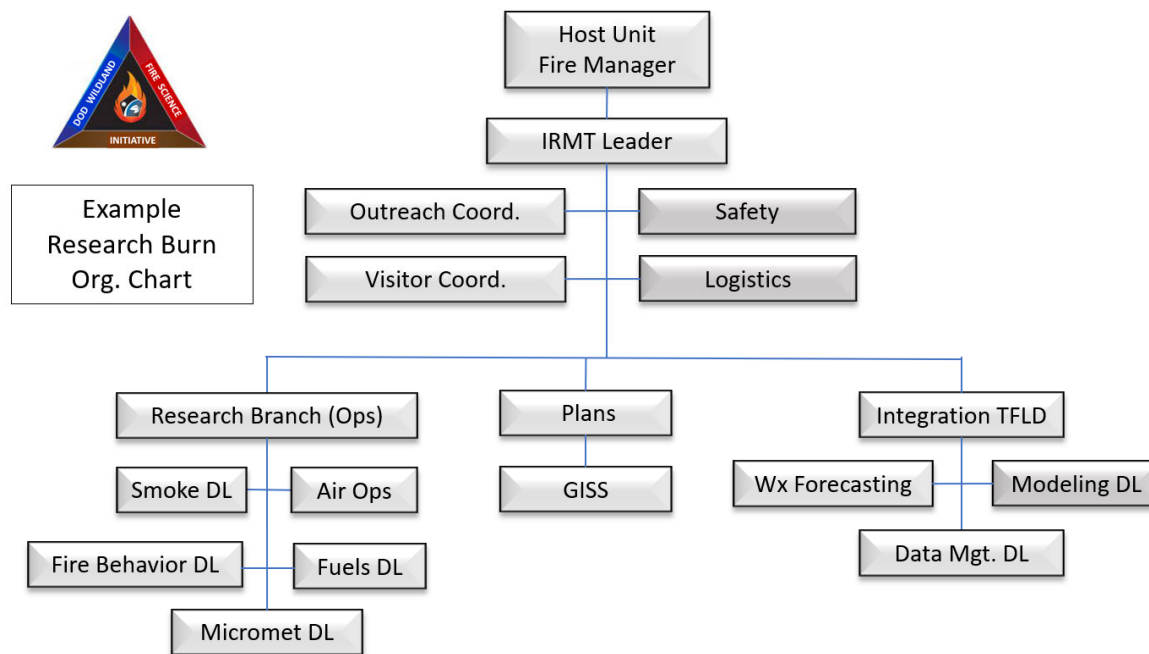 DOD WILDLAND
FIRE SCIENCE
INITIATIVE
Example
Research Burn
Org. Chart
Host Unit
Fire Manager
IRMT Leader
Outreach Coord.
Safety
Visitor Coord.
Logistics
Research Branch (Ops)
Plans
Integration TFLD
Smoke DL
Air Ops
GISS
Wx Forecasting
Modeling DL
Fire Behavior DL
Fuels DL
Data Mgt. DL
Micromet DL